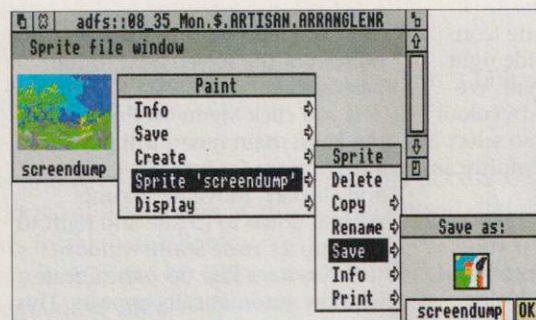 adfs::08_35_Mon.$.ARTISAN.ARRANGLENR
Sprite file window
screendump
Paint
Info
Save
Create
Sprite 'screendump'
Display
Sprite
Delete
Copy
Rename
Save
Info
Print
Save as:
screendump OK